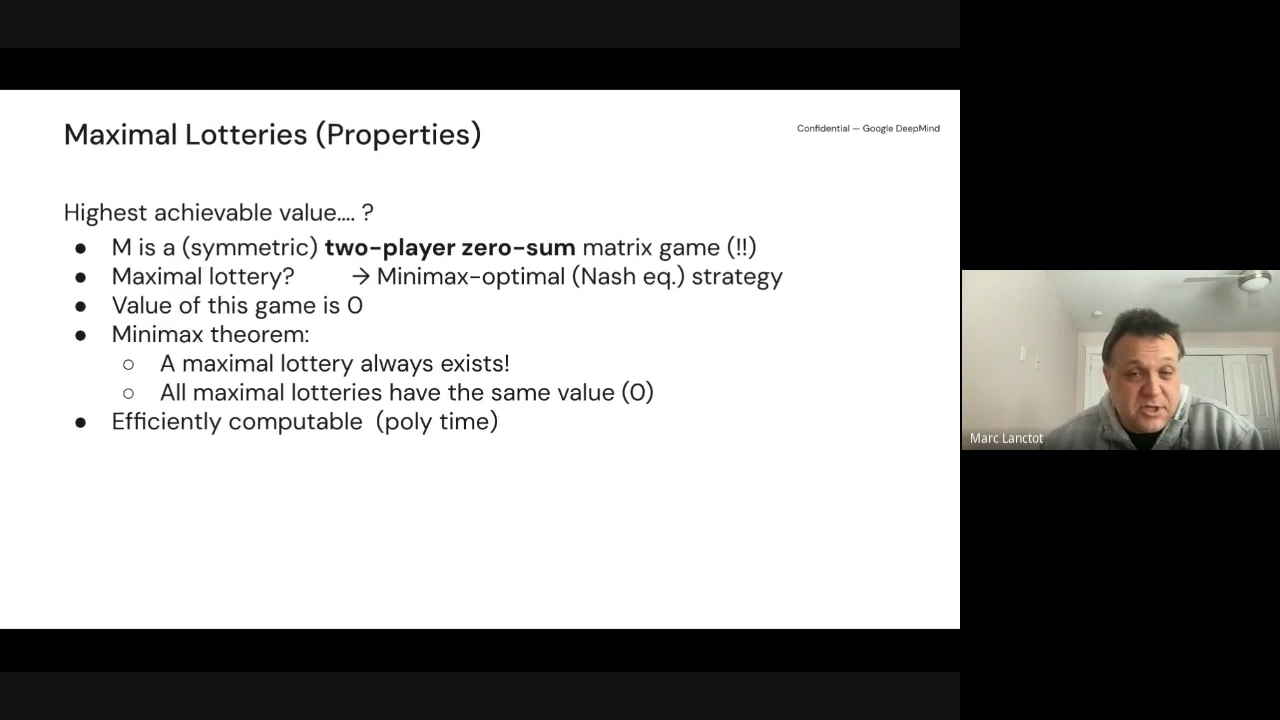 Maximal Lotteries (Properties)
Confidential — Google DeepMind
Highest achievable value.... ?
● M is a (symmetric) two-player zero-sum matrix game (!!)
● Maximal lottery? → Minimax-optimal (Nash eq.) strategy
● Value of this game is 0
● Minimax theorem:
○ A maximal lottery always exists!
○ All maximal lotteries have the same value (0)
● Efficiently computable (poly time)
Marc Lanctot